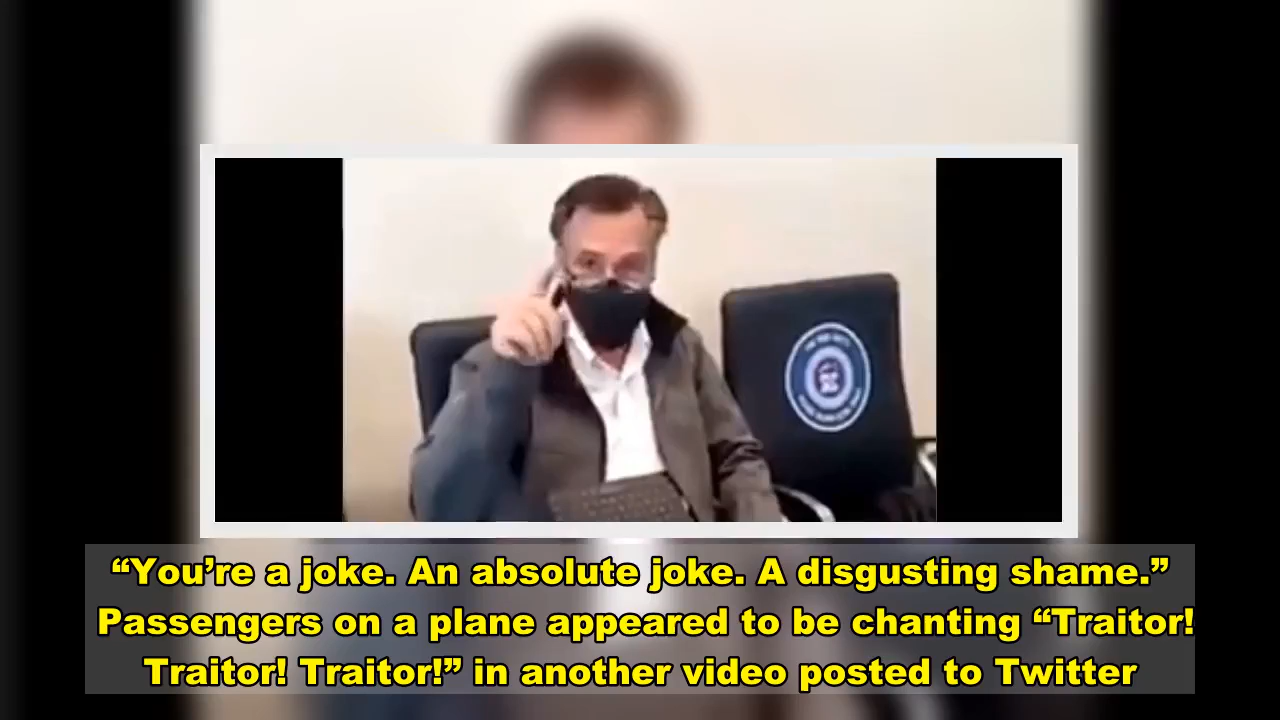 “You’re a joke. An absolute joke. A disgusting shame.”
Passengers on a plane appeared to be chanting “Traitor!
Traitor! Traitor!” in another video posted to Twitter